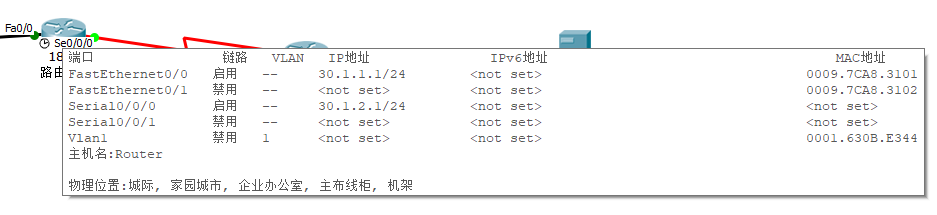 Fa0/0
Se0/0/0
18
路由
端口 链路 VLAN IP地址 IPv6地址 MAC地址
FastEthernet0/0 启用 -- 30.1.1.1/24 <not set> 0009.7CA8.3101
FastEthernet0/1 禁用 -- <not set> <not set> 0009.7CA8.3102
Serial0/0/0 启用 -- 30.1.2.1/24 <not set> <not set>
Serial0/0/1 禁用 -- <not set> <not set> <not set>
Vlan1 禁用 1 <not set> <not set> 0001.630B.E344
主机名:Router
物理位置:城际, 家园城市, 企业办公室, 主布线柜, 机架